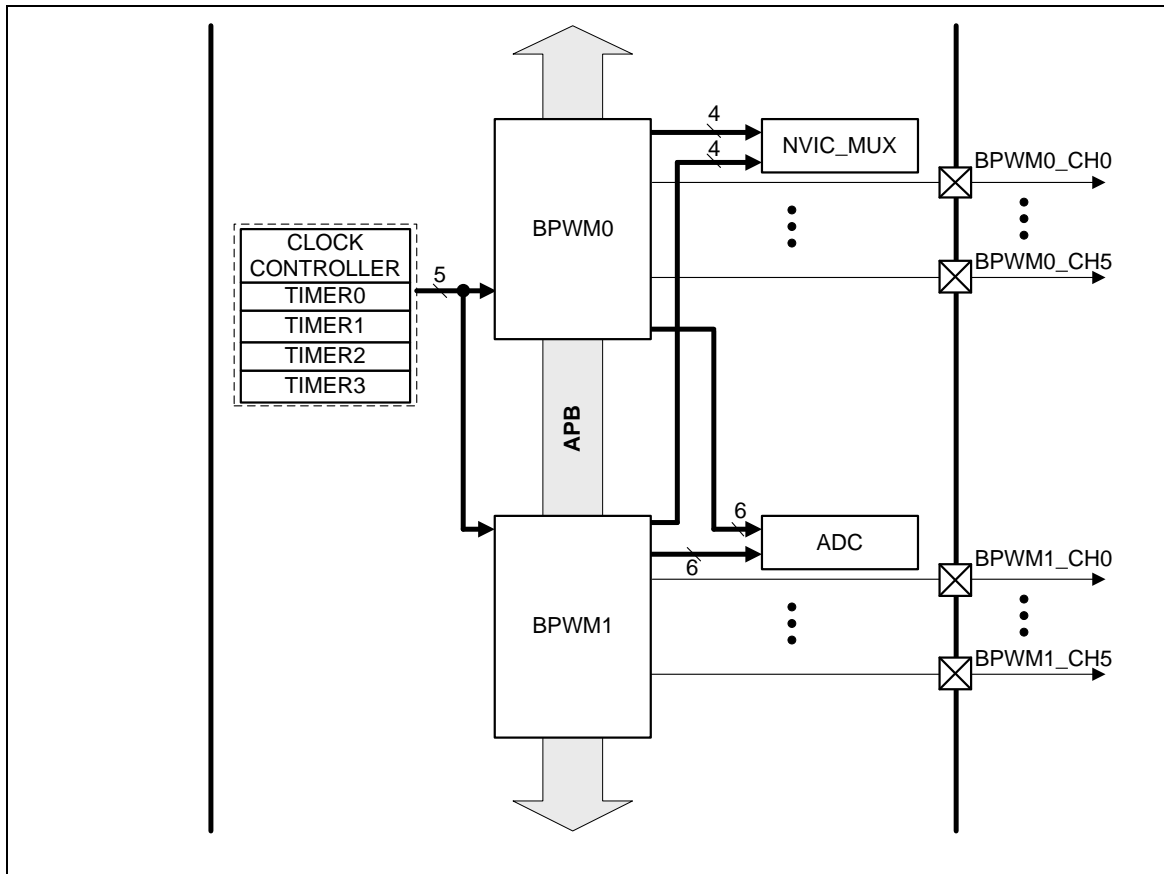 4
NVIC_MUX
4
BPWM0_CH0
BPWM0
CLOCK
CONTROLLER
TIMER0
TIMER1
TIMER2
TIMER3
5
BPWM0_CH5
APB
6
ADC
6
BPWM1_CH0
BPWM1
BPWM1_CH5